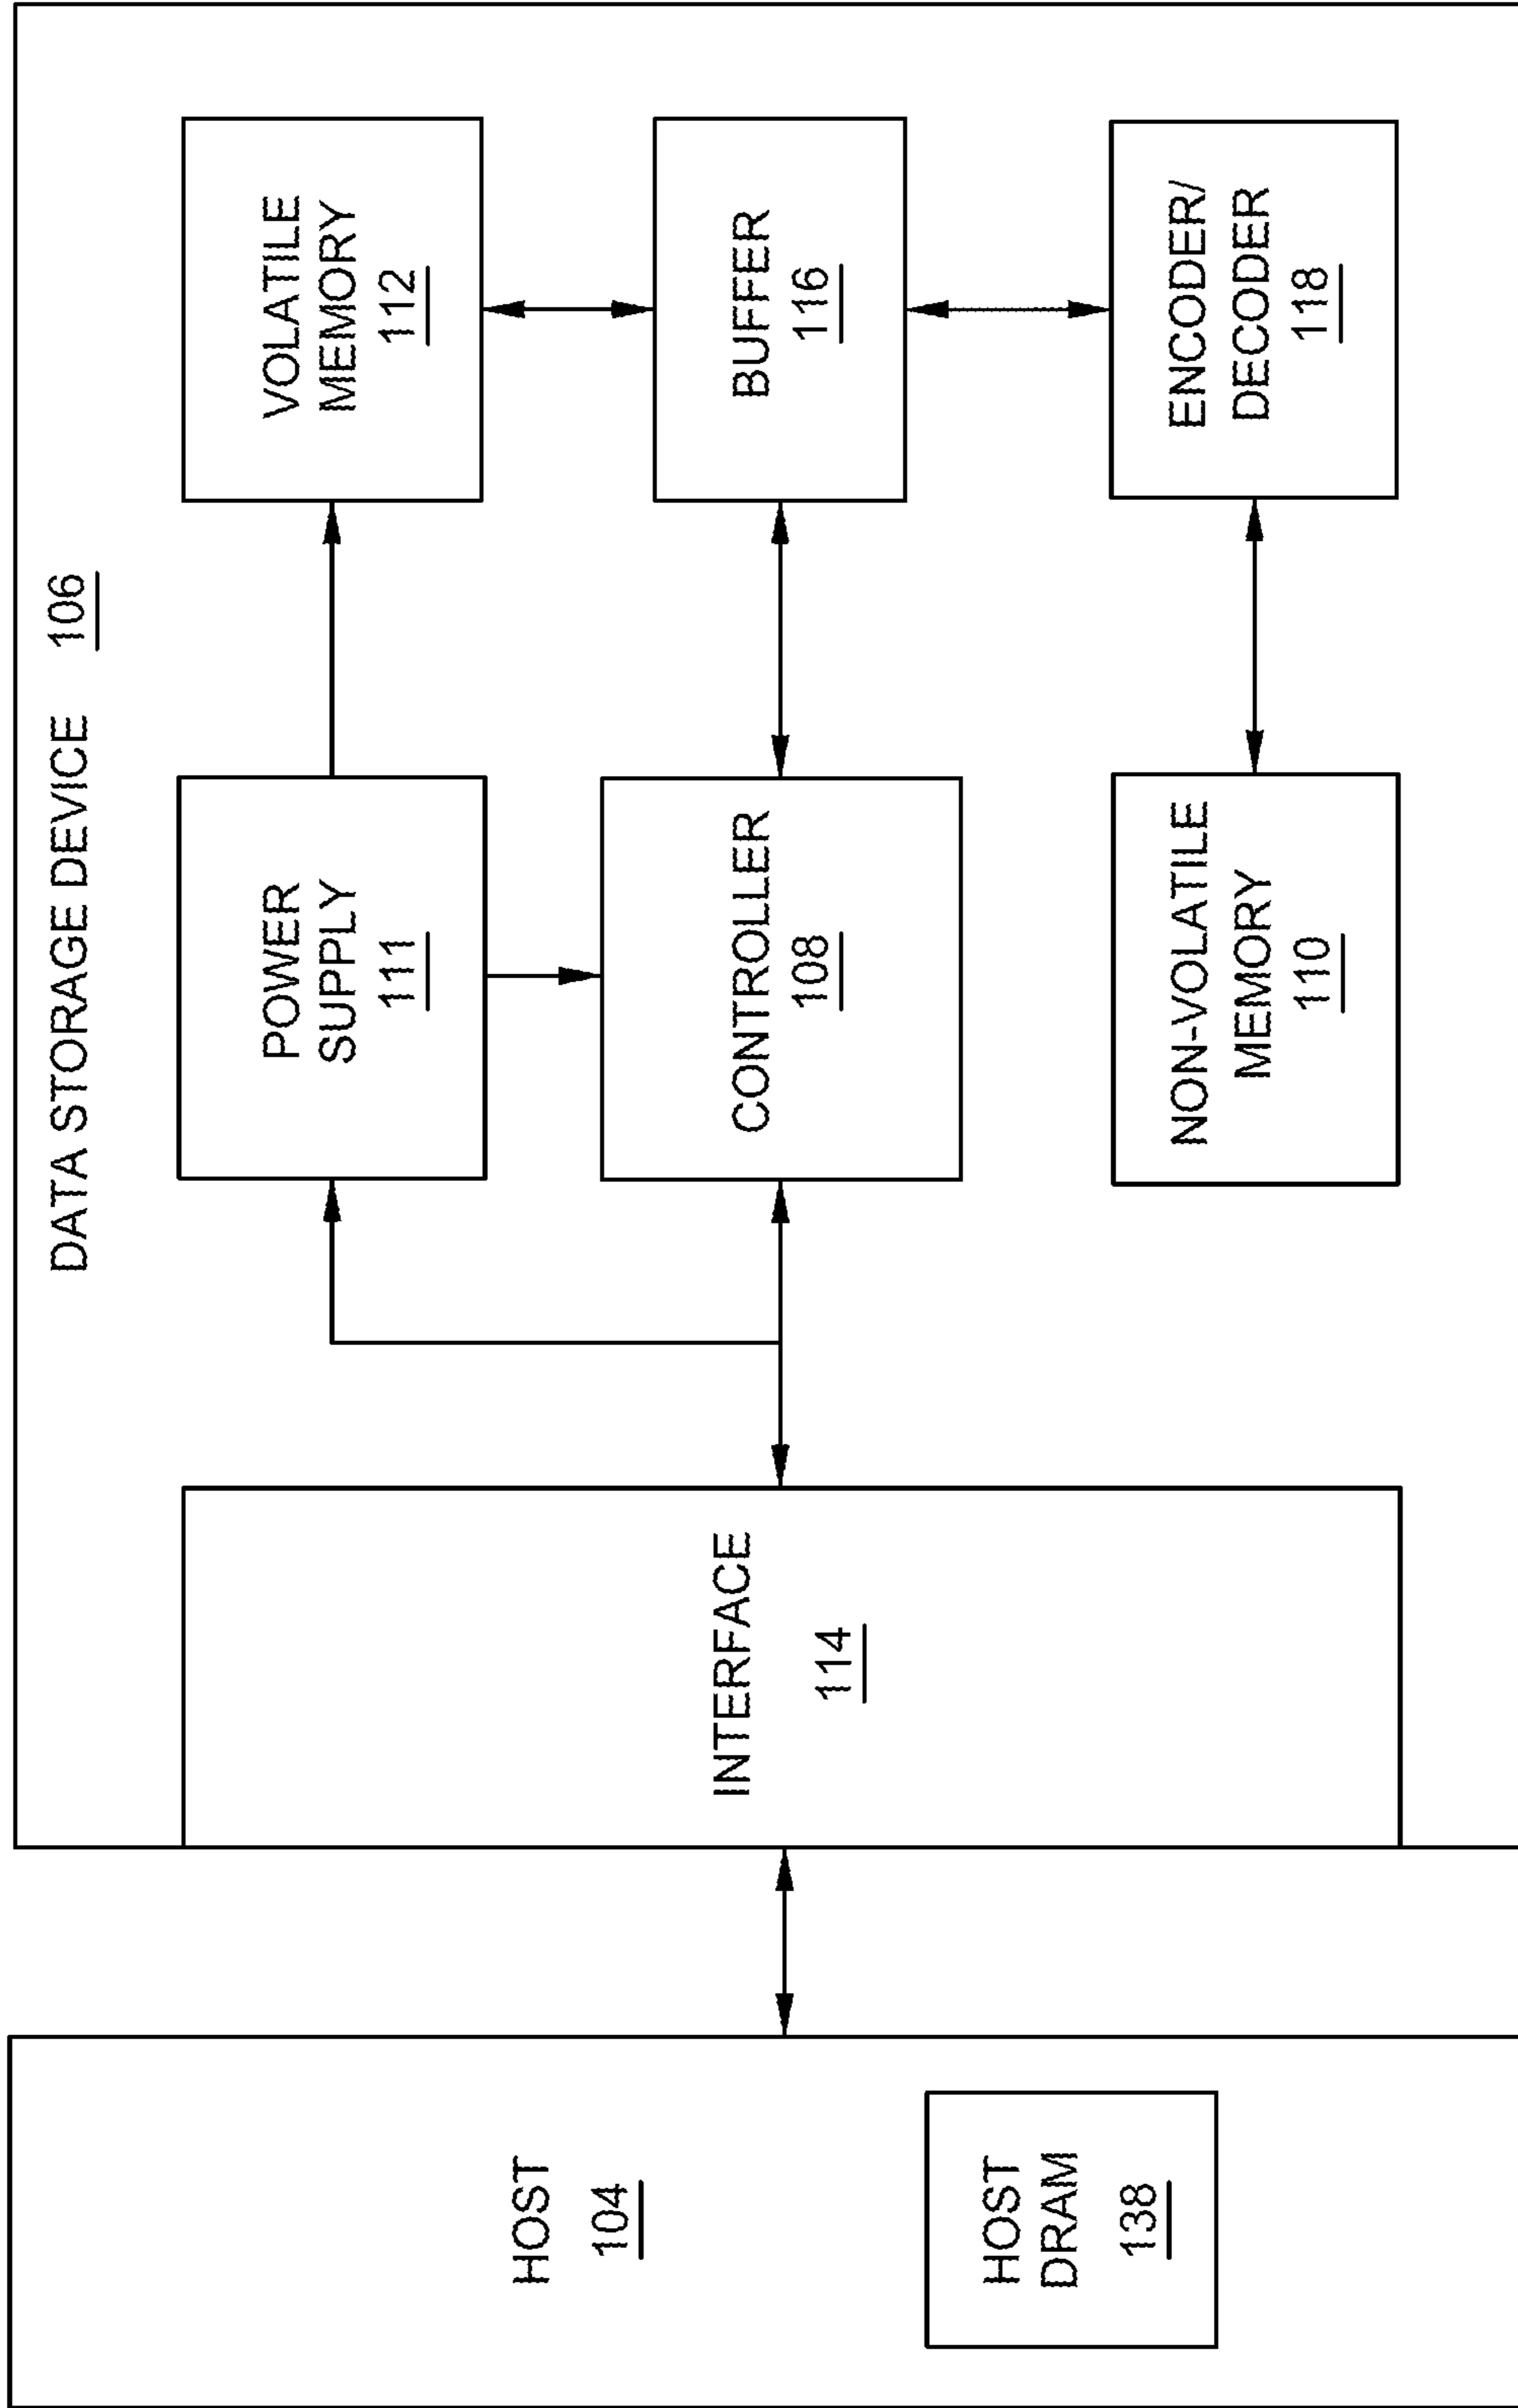 DATA STORAGE DEVICE 106
HOST
104
HOST
DRAM
138
INTERFACE
114
POWER
SUPPLY
111
CONTROLLER
108
NON-VOLATILE
MEMORY
110
VOLATILE
MEMORY
112
BUFFER
116
ENCODER/
DECODER
118